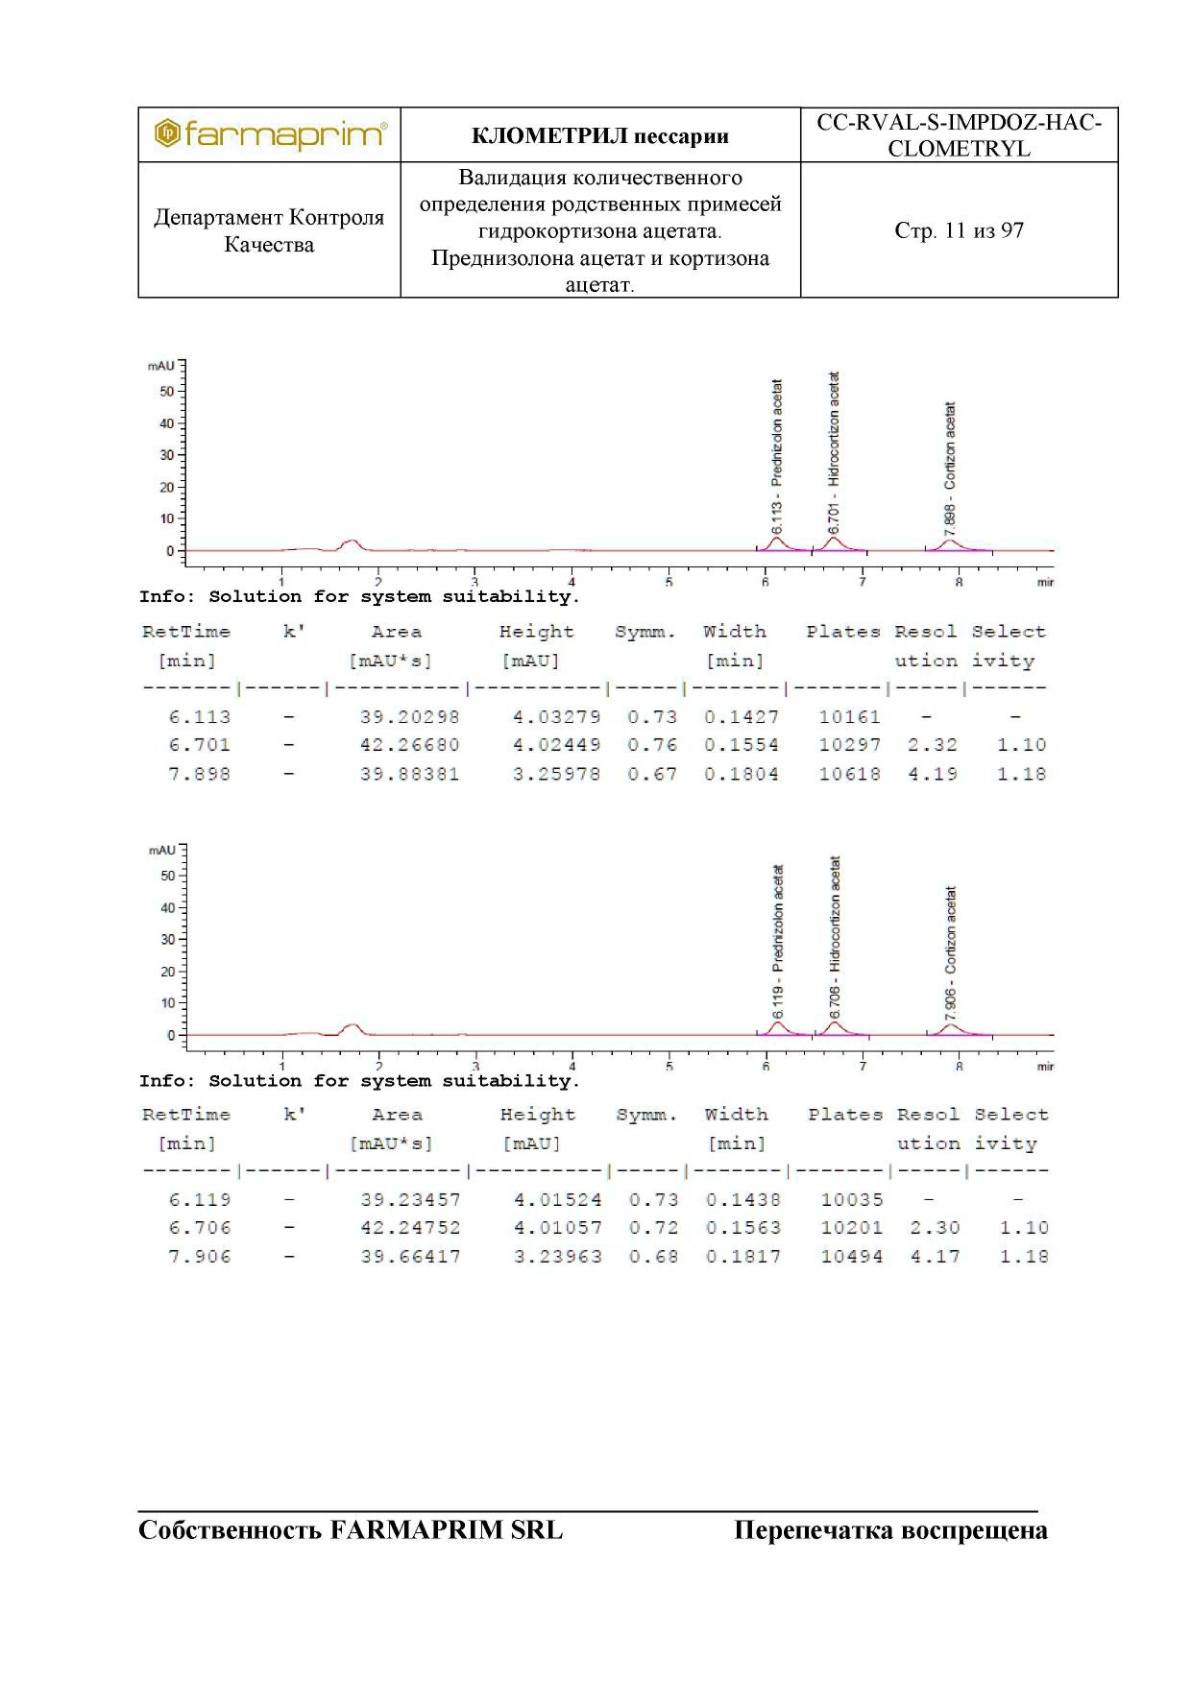 farmaprim®
КЛОМЕТРИЛ пессарии
CC-RVAL-S-IMPDOZ-HAC-
CLOMETRYL
Департамент Контроля
Качества
Валидация количественного
определения родственных примесей
гидрокортизона ацетата.
Преднизолона ацетат и кортизона
ацетат.
Стр. 11 из 97
mAU
50
40
30
20
10
0
6.113 - Prednizolon acetat
6.701 - Hidrocortizon acetat
7.898 - Cortizon acetat
1 2 3 4 5 6 7 8 min
Info: Solution for system suitability.
RetTime k' Area Height Symm. Width Plates Resol Select
[min] [mAU*s] [mAU] [min] ution ivity
-------|------|----------|----------|-----|-------|-------|-----|------
6.113 - 39.20298 4.03279 0.73 0.1427 10161 - -
6.701 - 42.26680 4.02449 0.76 0.1554 10297 2.32 1.10
7.898 - 39.88381 3.25978 0.67 0.1804 10618 4.19 1.18
mAU
50
40
30
20
10
0
6.119 - Prednizolon acetat
6.706 - Hidrocortizon acetat
7.906 - Cortizon acetat
1 2 3 4 5 6 7 8 min
Info: Solution for system suitability.
RetTime k' Area Height Symm. Width Plates Resol Select
[min] [mAU*s] [mAU] [min] ution ivity
-------|------|----------|----------|-----|-------|-------|-----|------
6.119 - 39.23457 4.01524 0.73 0.1438 10035 - -
6.706 - 42.24752 4.01057 0.72 0.1563 10201 2.30 1.10
7.906 - 39.66417 3.23963 0.68 0.1817 10494 4.17 1.18
Собственность FARMAPRIM SRL Перепечатка воспрещена